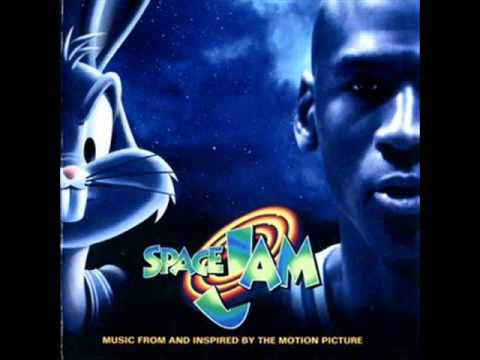 SPACE JAM
MUSIC FROM AND INSPIRED BY THE MOTION PICTURE